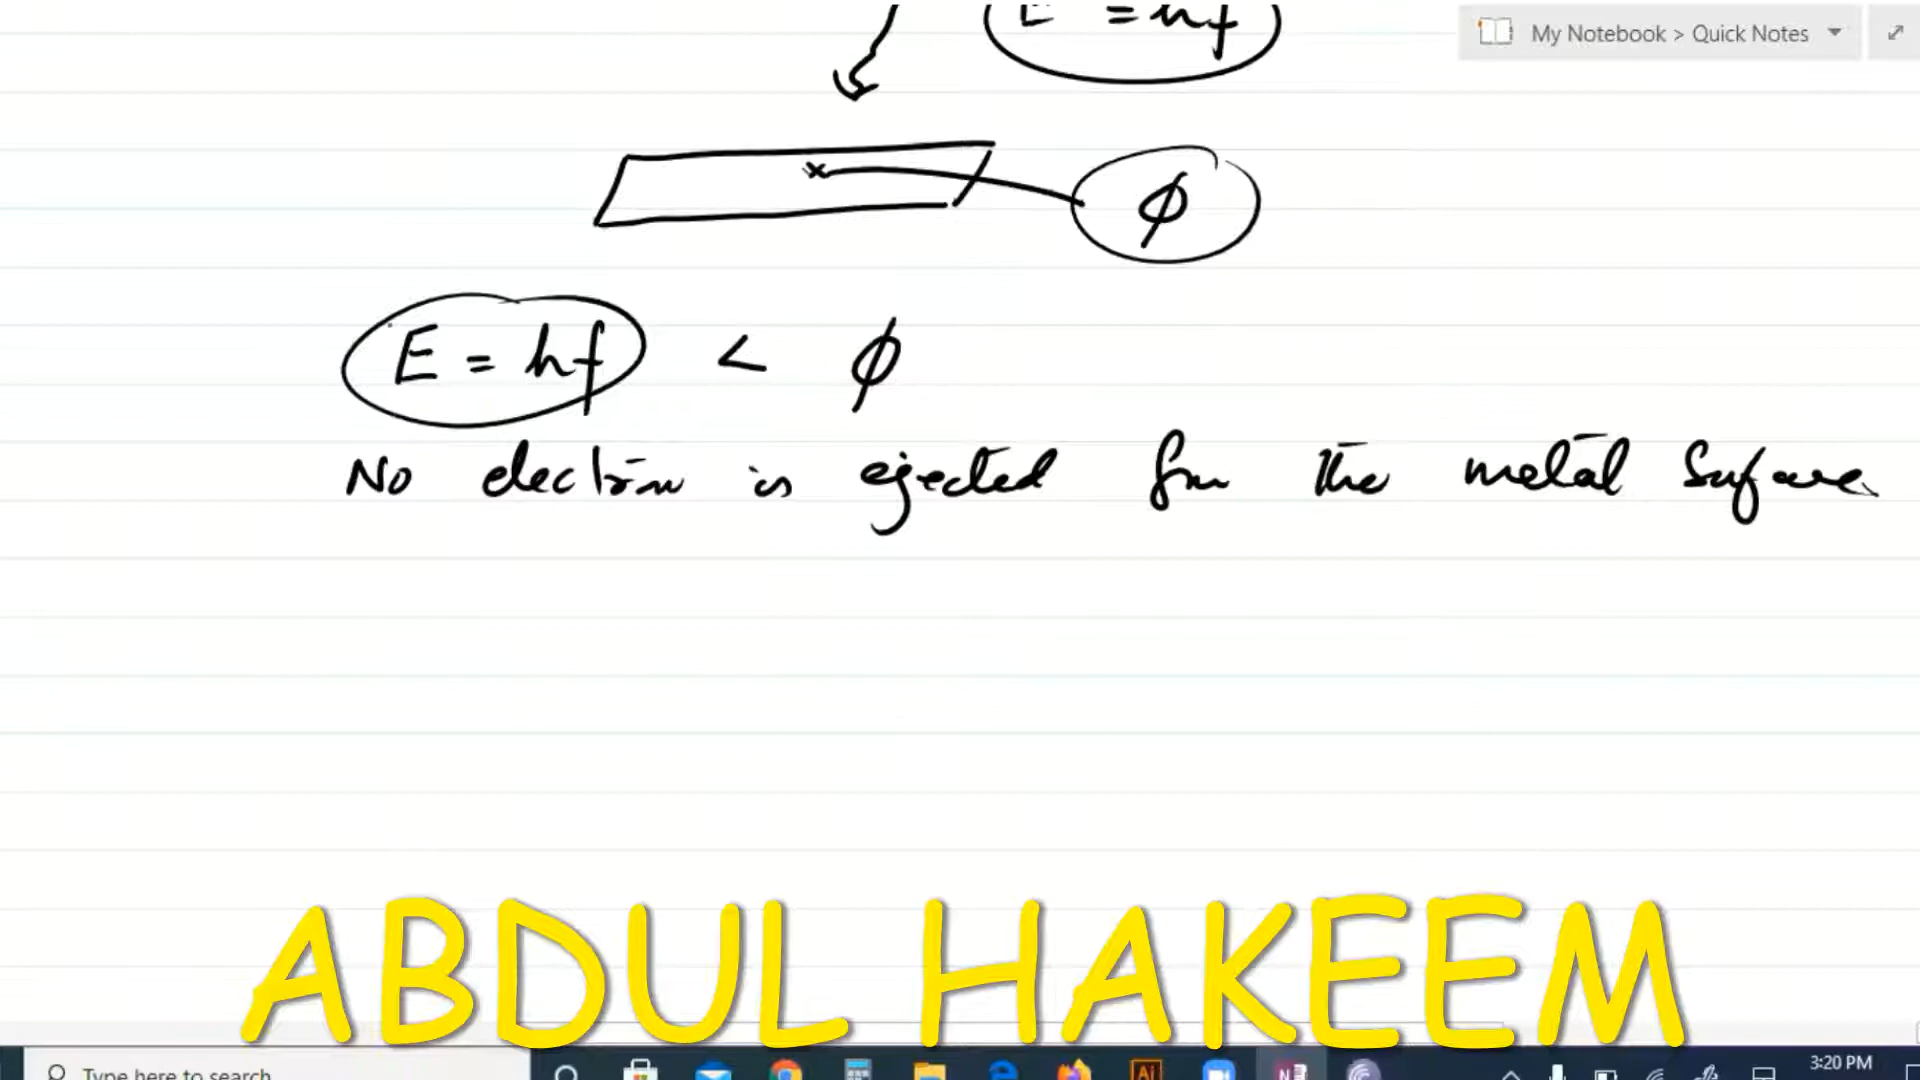 E = hf
My Notebook > Quick Notes
ϕ
E = hf < ϕ
No electron is ejected from the metal surface
ABDUL HAKEEM
Type here to search
Ai
N
3:20 PM